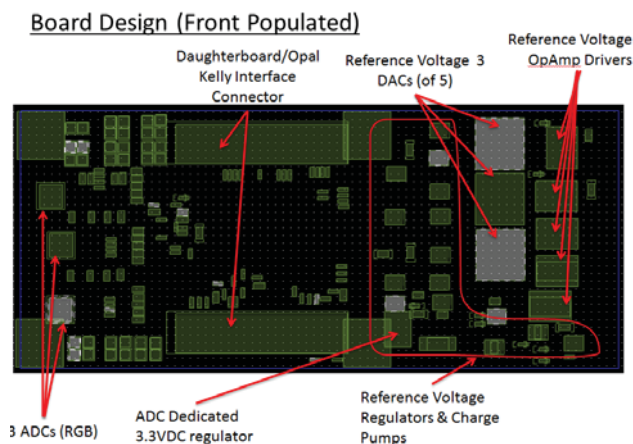 Board Design (Front Populated)
Daughterboard/Opal
Kelly Interface
Connector
Reference Voltage 3
DACs (of 5)
Reference Voltage
OpAmp Drivers
3 ADCs (RGB)
ADC Dedicated
3.3VDC regulator
Reference Voltage
Regulators & Charge
Pumps